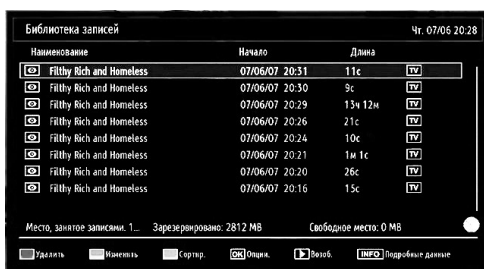 Библиотека записей Чт. 07/06 20:28
Наименование Начало Длина
Filthy Rich and Homeless 07/06/07 20:31 11с TV
Filthy Rich and Homeless 07/06/07 20:30 9с TV
Filthy Rich and Homeless 07/06/07 20:29 13ч 12м TV
Filthy Rich and Homeless 07/06/07 20:26 21с TV
Filthy Rich and Homeless 07/06/07 20:24 10с TV
Filthy Rich and Homeless 07/06/07 20:21 1м 1с TV
Filthy Rich and Homeless 07/06/07 20:20 26с TV
Filthy Rich and Homeless 07/06/07 20:16 15с TV
Место, занятое записями. 1... Зарезервировано: 2812 MB Свободное место: 0 MB
Удалить Изменить Сортир. OK Опции. Возоб. INFO Подробные данные